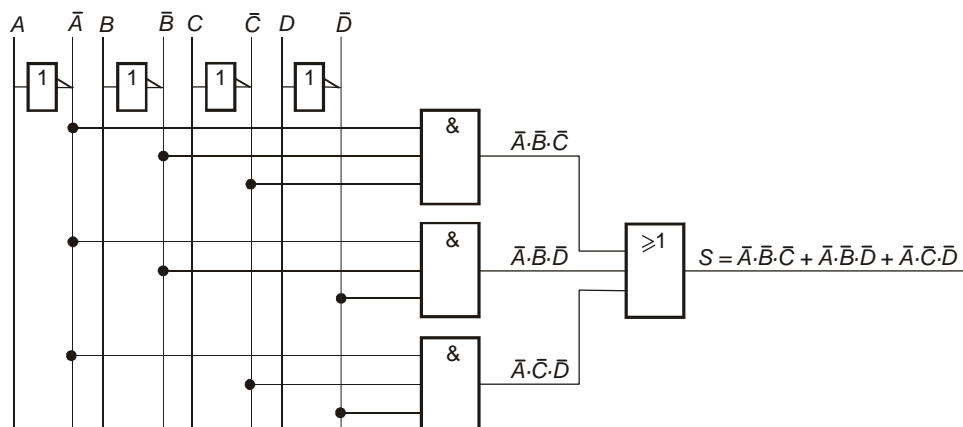 A Ā B B̄ C C̄ D D̄
1 1 1 1
&
Ā·B̄·C̄
&
Ā·B̄·D̄
≥1
S = Ā·B̄·C̄ + Ā·B̄·D̄ + Ā·C̄·D̄
&
Ā·C̄·D̄